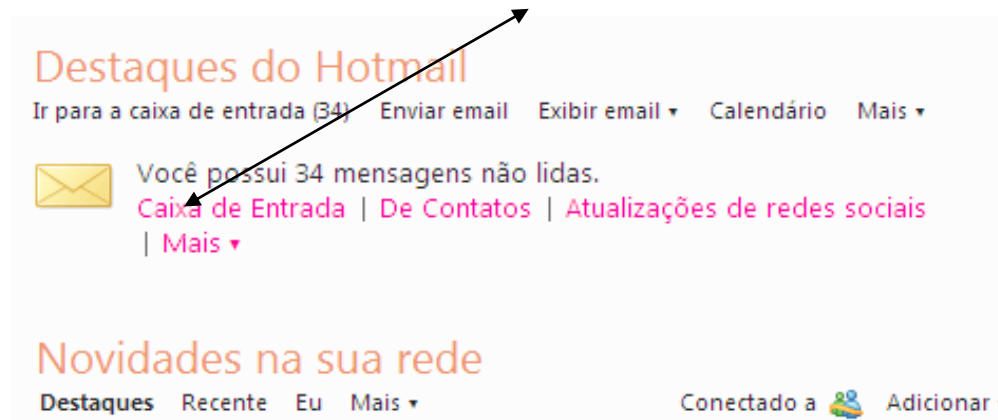 Destaques do Hotmail
Ir para a caixa de entrada (34) Enviar email Exibir email ▾ Calendário Mais ▾
Você possui 34 mensagens não lidas.
Caixa de Entrada | De Contatos | Atualizações de redes sociais
| Mais ▾
Novidades na sua rede
Destaques Recente Eu Mais ▾ Conectado a Adicionar